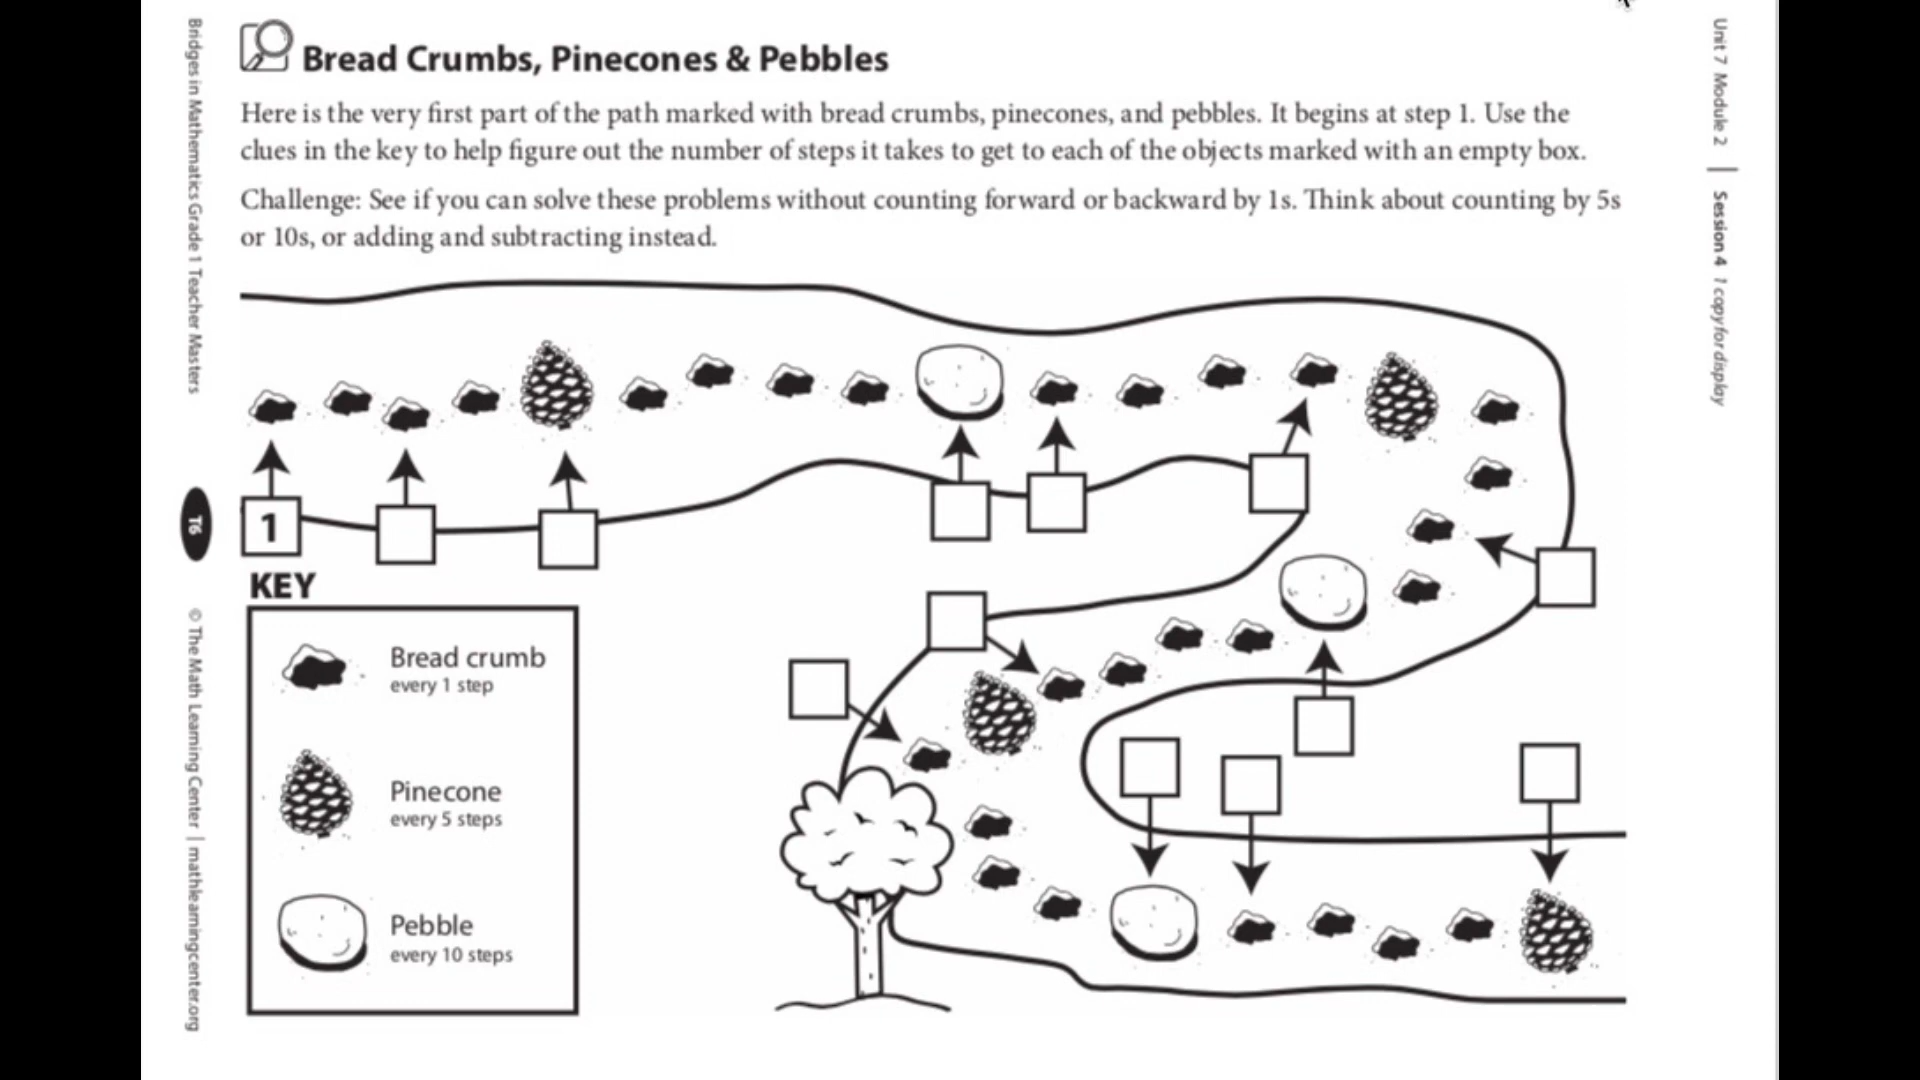 Bread Crumbs, Pinecones & Pebbles
Here is the very first part of the path marked with bread crumbs, pinecones, and pebbles. It begins at step 1. Use the
clues in the key to help figure out the number of steps it takes to get to each of the objects marked with an empty box.
Challenge: See if you can solve these problems without counting forward or backward by 1s. Think about counting by 5s
or 10s, or adding and subtracting instead.
1
KEY
Bread crumb
every 1 step
Pinecone
every 5 steps
Pebble
every 10 steps
Bridges in Mathematics Grade 1 Teacher Masters
T6
© The Math Learning Center | mathlearningcenter.org
Unit 7 Module 2 | Session 4 1 copy for display